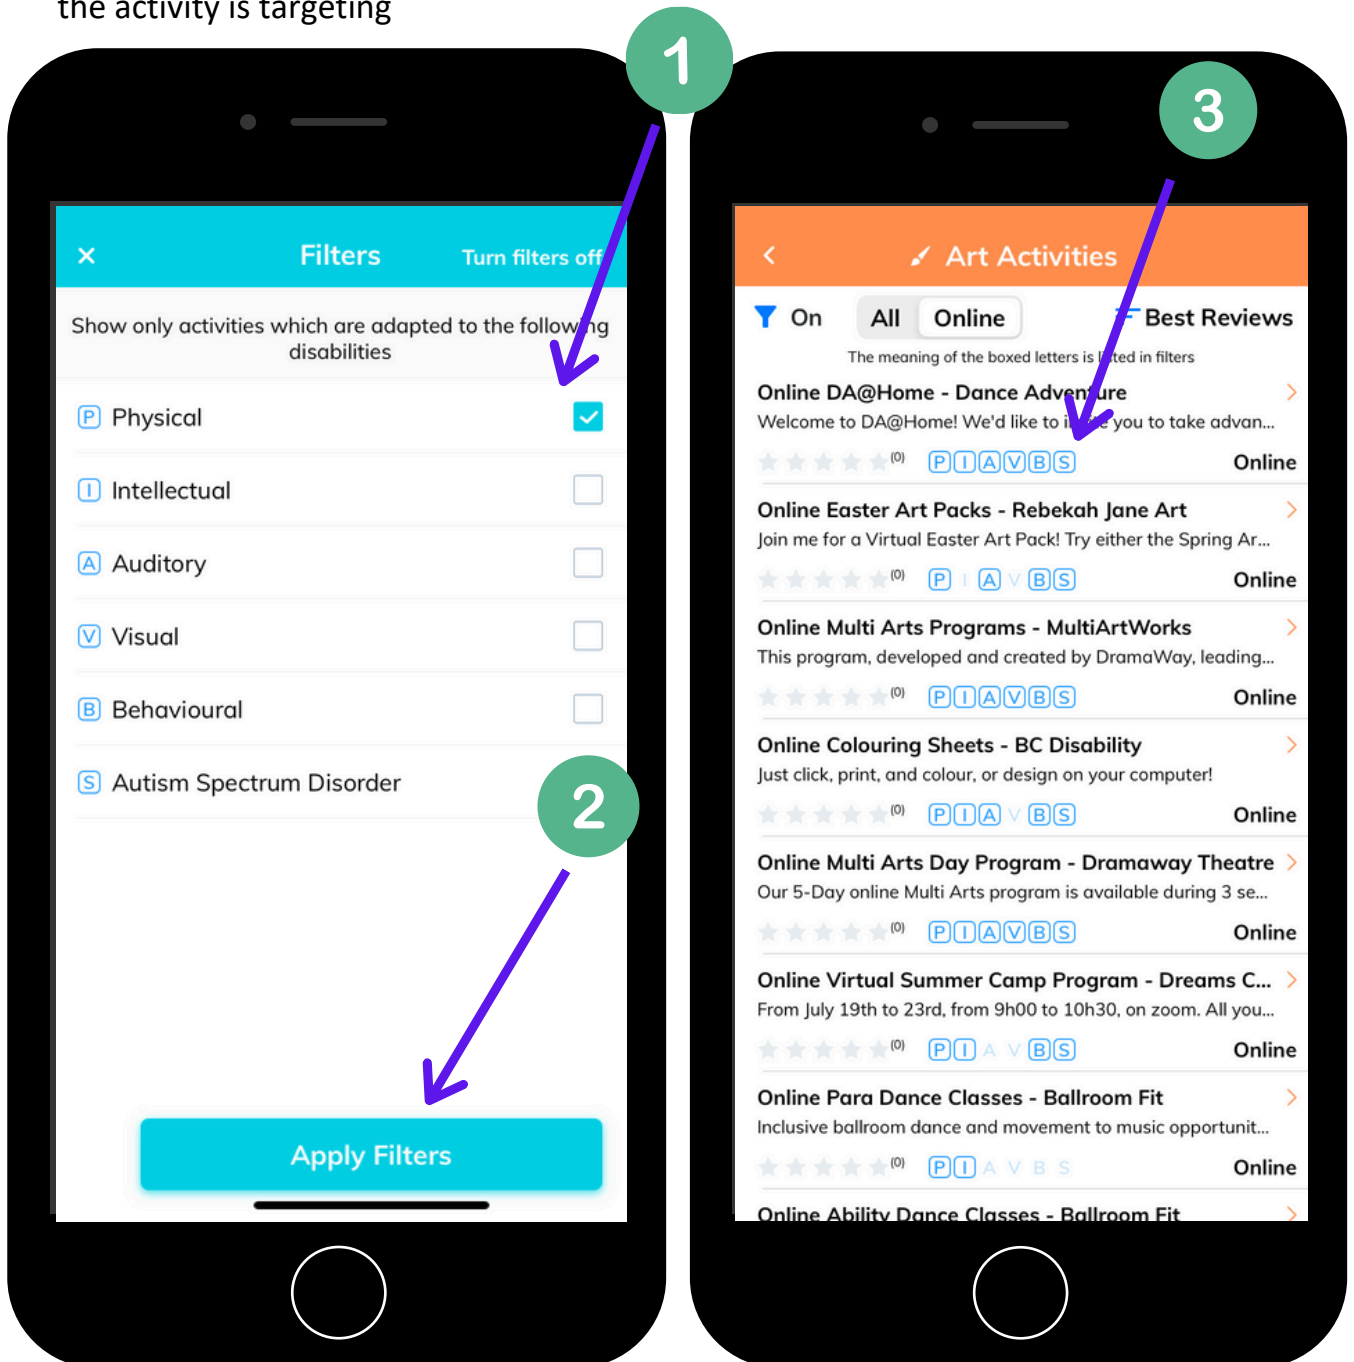 the activity is targeting
1
3
× Filters Turn filters off
Show only activities which are adapted to the following
disabilities
P Physical
I Intellectual
A Auditory
V Visual
B Behavioural
S Autism Spectrum Disorder
2
Apply Filters
Art Activities
On All Online Best Reviews
The meaning of the boxed letters is listed in filters
Online DA@Home - Dance Adventure
Welcome to DA@Home! We'd like to invite you to take advan...
(0) P I A V B S Online
Online Easter Art Packs - Rebekah Jane Art
Join me for a Virtual Easter Art Pack! Try either the Spring Ar...
(0) P I A V B S Online
Online Multi Arts Programs - MultiArtWorks
This program, developed and created by DramaWay, leading...
(0) P I A V B S Online
Online Colouring Sheets - BC Disability
Just click, print, and colour, or design on your computer!
(0) P I A V B S Online
Online Multi Arts Day Program - Dramaway Theatre
Our 5-Day online Multi Arts program is available during 3 se...
(0) P I A V B S Online
Online Virtual Summer Camp Program - Dreams C...
From July 19th to 23rd, from 9h00 to 10h30, on zoom. All you...
(0) P I A V B S Online
Online Para Dance Classes - Ballroom Fit
Inclusive ballroom dance and movement to music opportunit...
(0) P I A V B S Online
Online Ability Dance Classes - Ballroom Fit